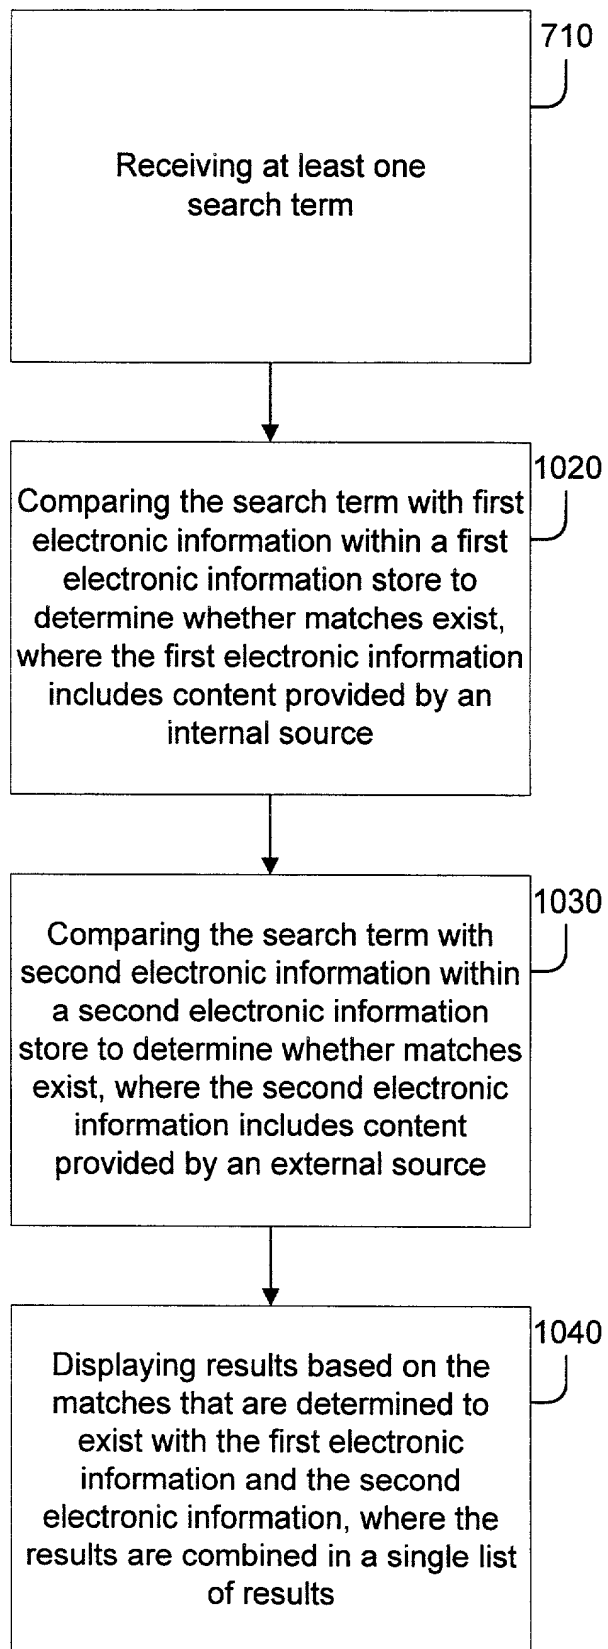 710
Receiving at least one
search term
1020
Comparing the search term with first
electronic information within a first
electronic information store to
determine whether matches exist,
where the first electronic information
includes content provided by an
internal source
1030
Comparing the search term with
second electronic information within
a second electronic information
store to determine whether matches
exist, where the second electronic
information includes content
provided by an external source
1040
Displaying results based on the
matches that are determined to
exist with the first electronic
information and the second
electronic information, where the
results are combined in a single list
of results